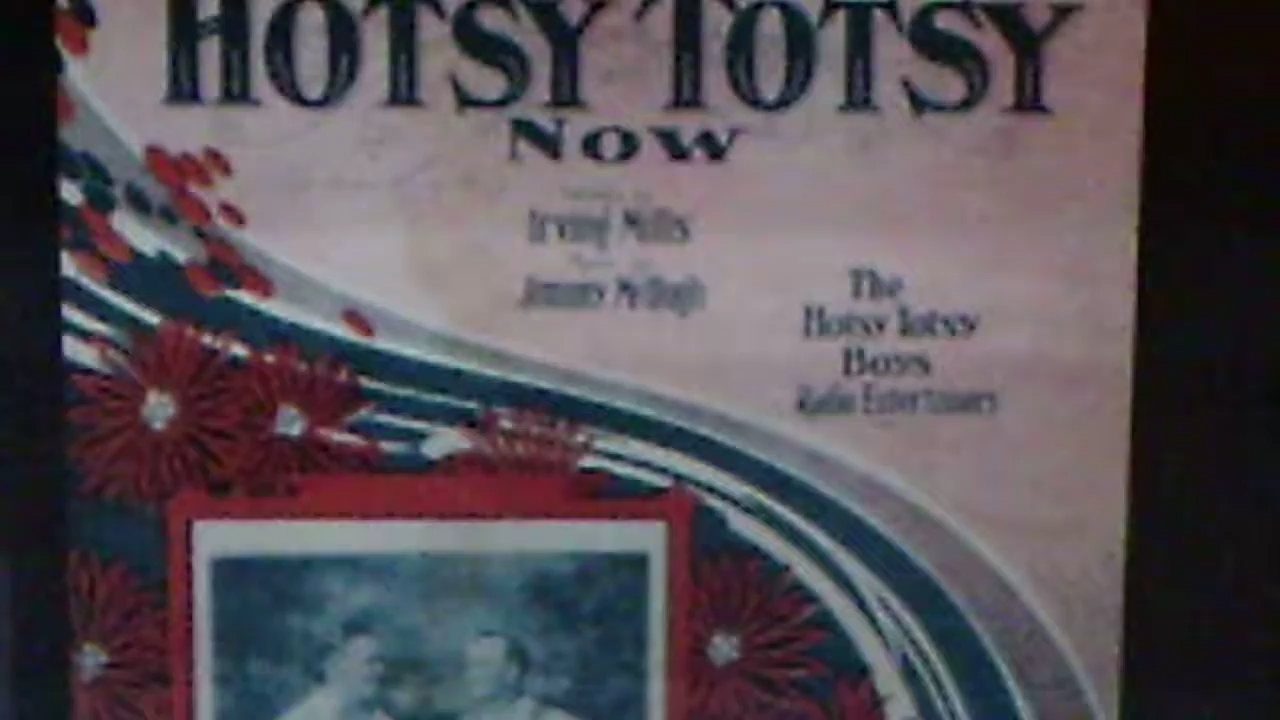 HOTSY TOTSY
NOW
Irving Mills
Jimmy McHugh
The
Hotsy Totsy
Boys
Radio Entertainers